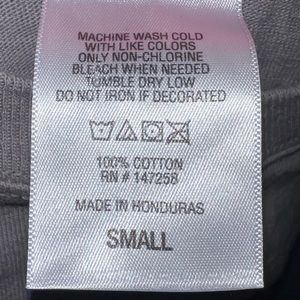 MACHINE WASH COLD
WITH LIKE COLORS
ONLY NON-CHLORINE
BLEACH WHEN NEEDED
TUMBLE DRY LOW
DO NOT IRON IF DECORATED
100% COTTON
RN # 147258
MADE IN HONDURAS
SMALL